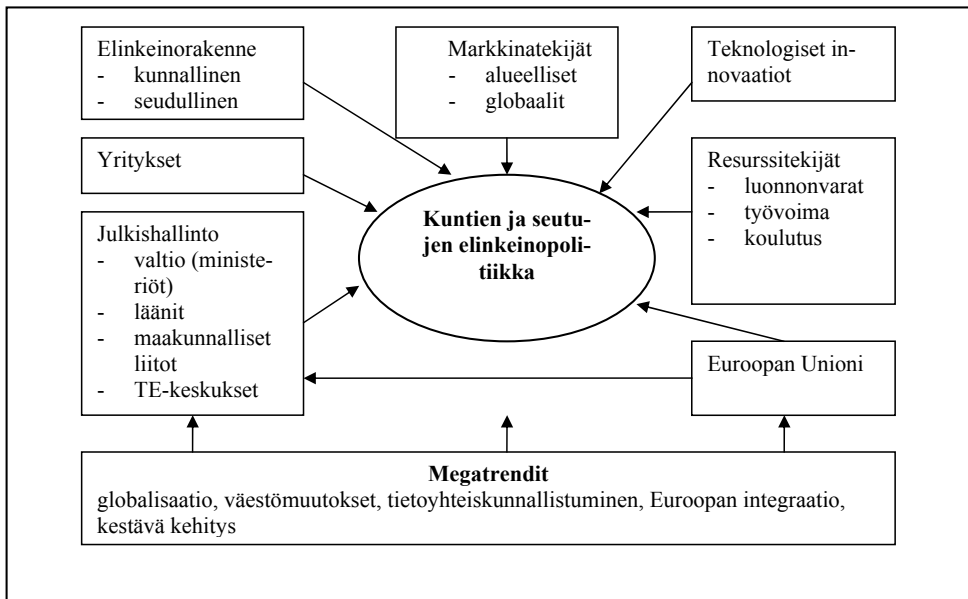 Elinkeinorakenne
- kunnallinen
- seudullinen
Markkinatekijät
- alueelliset
- globaalit
Teknologiset in-
novaatiot
Yritykset
Resurssitekijät
- luonnonvarat
- työvoima
- koulutus
Kuntien ja seutu-
jen elinkeinopoli-
tiikka
Julkishallinto
- valtio (ministe-
riöt)
- läänit
- maakunnalliset
liitot
- TE-keskukset
Euroopan Unioni
Megatrendit
globalisaatio, väestömuutokset, tietoyhteiskunnallistuminen, Euroopan integraatio,
kestävä kehitys